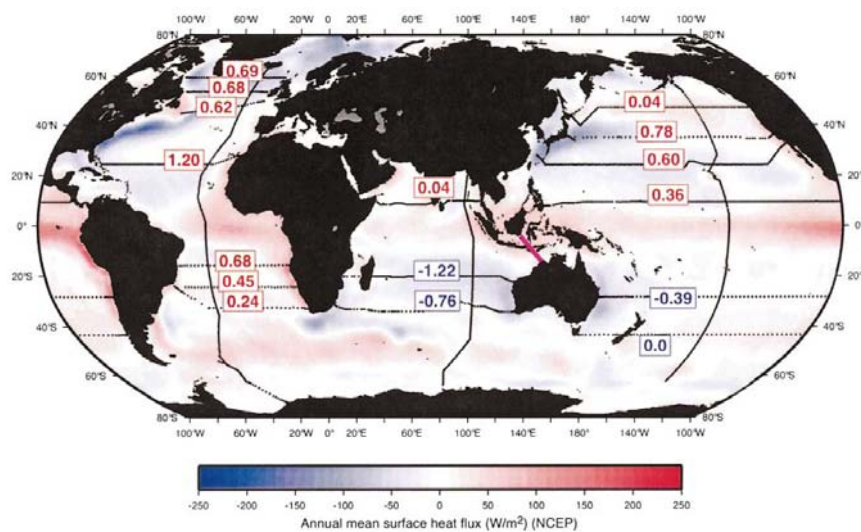 100°W 60°W 20°W 0° 20°E 60°E 100°E 140°E 180° 140°W 100°W
80°N 80°N
60°N 60°N
40°N 40°N
20°N 20°N
0° 0°
20°S 20°S
40°S 40°S
60°S 60°S
80°S 80°S
0.69
0.68
0.62
0.04
0.78
1.20
0.60
0.04
0.36
0.68
-1.22
0.45
0.24
-0.76
-0.39
0.0
100°W 60°W 20°W 0° 20°E 60°E 100°E 140°E 180° 140°W 100°W
-250 -200 -150 -100 -50 0 50 100 150 200 250
Annual mean surface heat flux (W/m²) (NCEP)